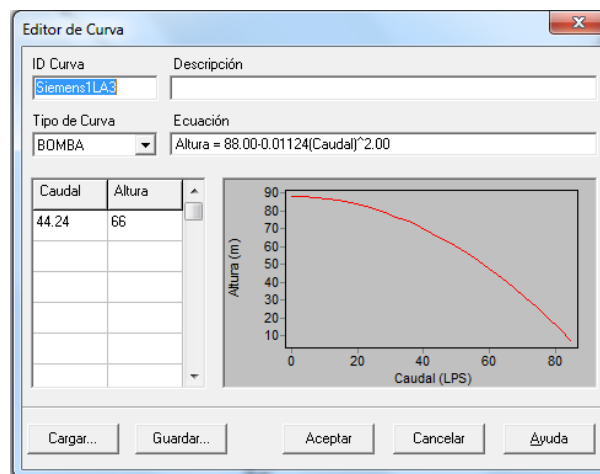 Editor de Curva
ID Curva Descripción
Siemens1LA3
Tipo de Curva Ecuación
BOMBA Altura = 88.00-0.01124(Caudal)^2.00
Caudal Altura
44.24 66
Altura (m)
90
80
70
60
50
40
30
20
10
0 20 40 60 80
Caudal (LPS)
Cargar... Guardar... Aceptar Cancelar Ayuda